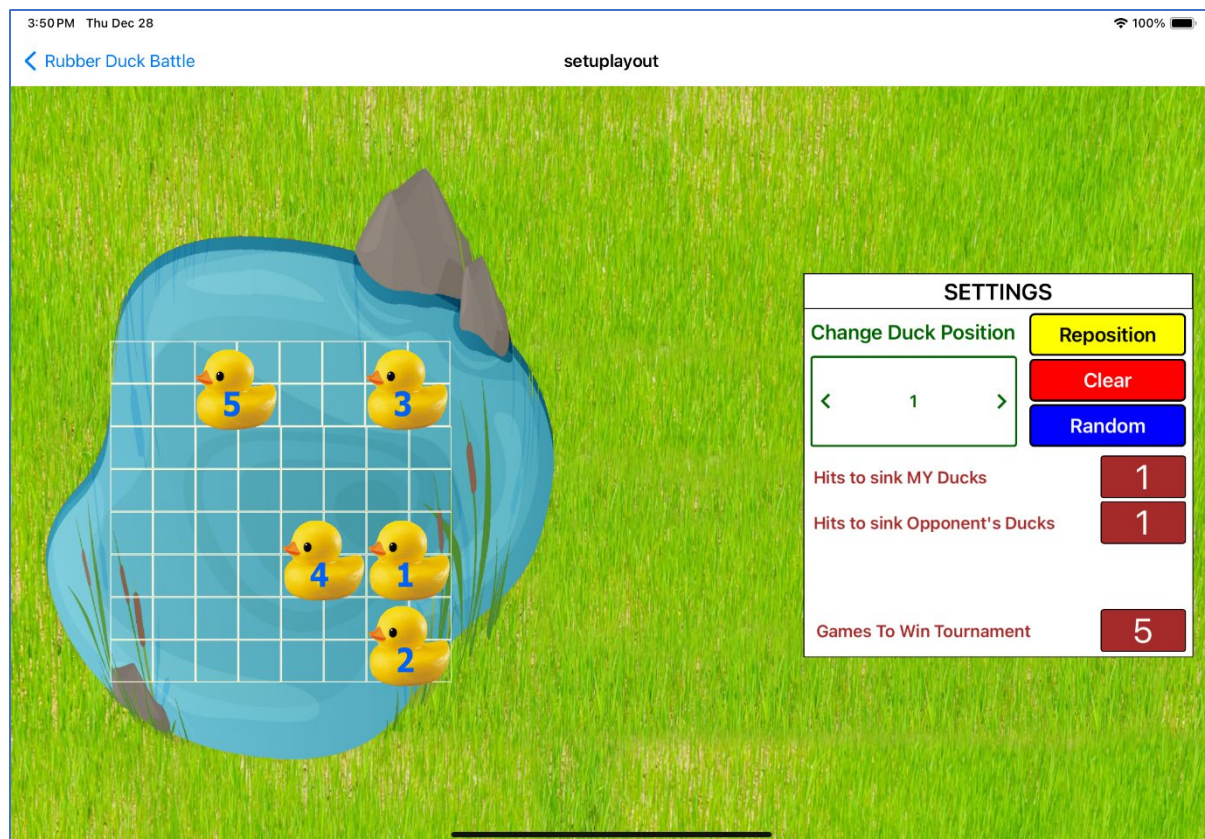 3:50 PM Thu Dec 28
100%
Rubber Duck Battle
setuplayout
SETTINGS
Change Duck Position
Reposition
Clear
1
Random
Hits to sink MY Ducks
1
Hits to sink Opponent's Ducks
1
Games To Win Tournament
5
5
3
4
1
2